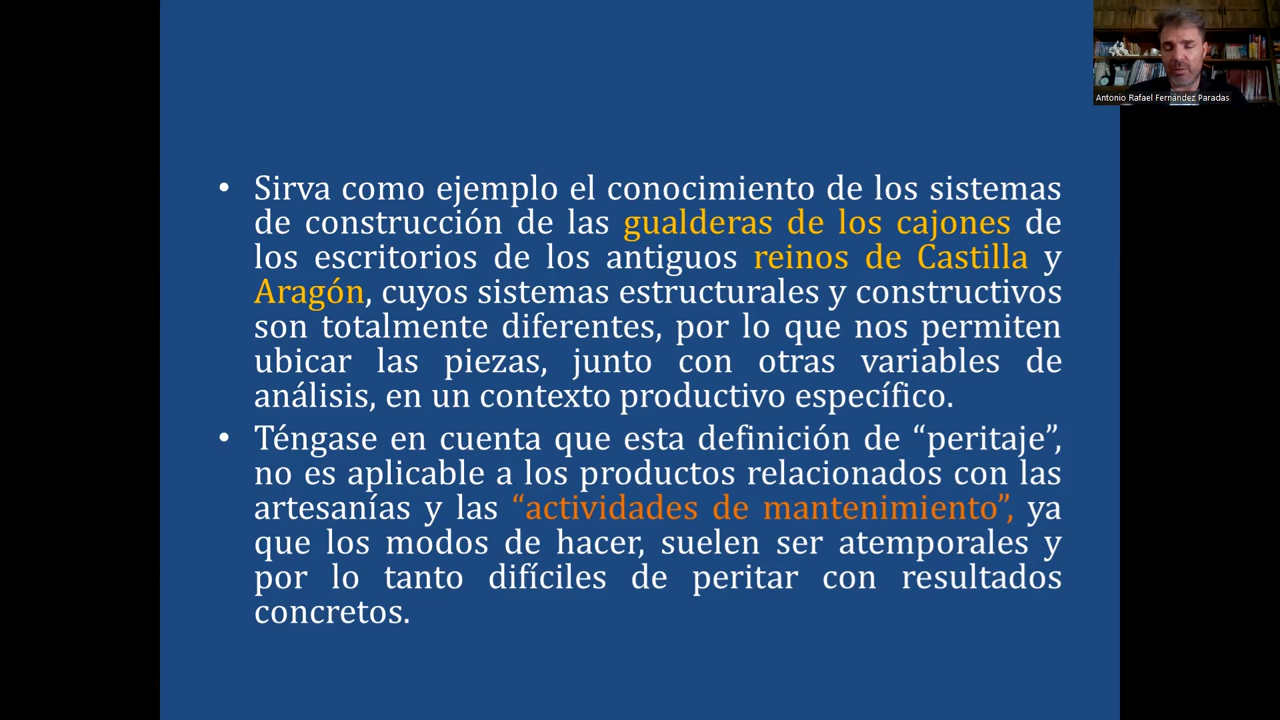 Antonio Rafael Fernández Paradas
• Sirva como ejemplo el conocimiento de los sistemas
de construcción de las gualderas de los cajones de
los escritorios de los antiguos reinos de Castilla y
Aragón, cuyos sistemas estructurales y constructivos
son totalmente diferentes, por lo que nos permiten
ubicar las piezas, junto con otras variables de
análisis, en un contexto productivo específico.
• Téngase en cuenta que esta definición de “peritaje”,
no es aplicable a los productos relacionados con las
artesanías y las “actividades de mantenimiento”, ya
que los modos de hacer, suelen ser atemporales y
por lo tanto difíciles de peritar con resultados
concretos.